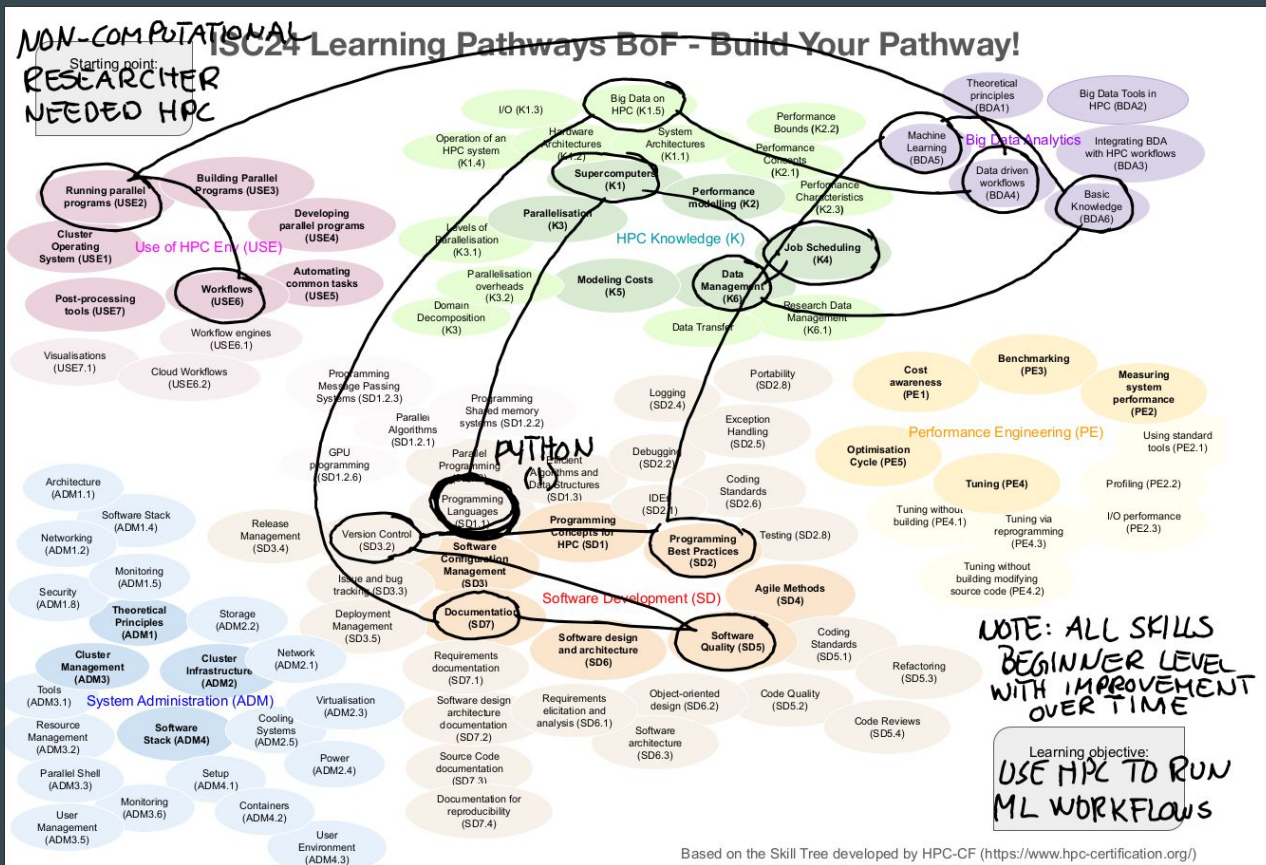 NON-COMPUTATIONAL
ISC24 Learning Pathways BoF - Build Your Pathway!
Starting point:
RESEARCHER
NEEDED HPC
Big Data on
HPC (K1.5)
I/O (K1.3)
Operation of an
HPC system
(K1.4)
Hardware
Architectures
(K1.2)
System
Architectures
(K1.1)
Performance
Bounds (K2.2)
Performance
Concepts
(K2.1)
Performance
Characteristics
(K2.3)
Supercomputers
(K1)
Performance
modelling (K2)
Parallelisation
(K3)
Levels of
Parallelisation
(K3.1)
HPC Knowledge (K)
Job Scheduling
(K4)
Parallelisation
overheads
(K3.2)
Modeling Costs
(K5)
Data
Management
(K6)
Domain
Decomposition
(K3)
Data Transfer
Research Data
Management
(K6.1)
Theoretical
principles
(BDA1)
Big Data Tools in
HPC (BDA2)
Machine
Learning
(BDA5)
Big Data Analytics
Integrating BDA
with HPC workflows
(BDA3)
Data driven
workflows
(BDA4)
Basic
Knowledge
(BDA6)
Running parallel
programs (USE2)
Building Parallel
Programs (USE3)
Developing
parallel programs
(USE4)
Cluster
Operating
System (USE1)
Use of HPC Env (USE)
Workflows
(USE6)
Automating
common tasks
(USE5)
Post-processing
tools (USE7)
Workflow engines
(USE6.1)
Visualisations
(USE7.1)
Cloud Workflows
(USE6.2)
Programming
Message Passing
Systems (SD1.2.3)
Programming
Shared memory
systems (SD1.2.2)
Parallel
Algorithms
(SD1.2.1)
GPU
programming
(SD1.2.6)
PYTHON
(1)
Parallel
Programming
Efficient
Algorithms and
Data Structures
(SD1.3)
Programming
Languages
(SD1.1)
Logging
(SD2.4)
Portability
(SD2.8)
Exception
Handling
(SD2.5)
Debugging
(SD2.2)
Coding
Standards
(SD2.6)
IDEs
(SD2.1)
Testing (SD2.8)
Release
Management
(SD3.4)
Version Control
(SD3.2)
Software
Configuration
Management
(SD3)
Programming
Concepts for
HPC (SD1)
Programming
Best Practices
(SD2)
Issue and bug
tracking (SD3.3)
Software Development (SD)
Agile Methods
(SD4)
Deployment
Management
(SD3.5)
Documentation
(SD7)
Software design
and architecture
(SD6)
Software
Quality (SD5)
Coding
Standards
(SD5.1)
Refactoring
(SD5.3)
Requirements
documentation
(SD7.1)
Software design
architecture
documentation
(SD7.2)
Requirements
elicitation and
analysis (SD6.1)
Object-oriented
design (SD6.2)
Code Quality
(SD5.2)
Code Reviews
(SD5.4)
Software
architecture
(SD6.3)
Source Code
documentation
(SD7.3)
Documentation for
reproducibility
(SD7.4)
Cost
awareness
(PE1)
Benchmarking
(PE3)
Measuring
system
performance
(PE2)
Performance Engineering (PE)
Optimisation
Cycle (PE5)
Using standard
tools (PE2.1)
Tuning (PE4)
Profiling (PE2.2)
Tuning without
building (PE4.1)
Tuning via
reprogramming
(PE4.3)
I/O performance
(PE2.3)
Tuning without
building modifying
source code (PE4.2)
Architecture
(ADM1.1)
Software Stack
(ADM1.4)
Networking
(ADM1.2)
Monitoring
(ADM1.5)
Security
(ADM1.8)
Theoretical
Principles
(ADM1)
Storage
(ADM2.2)
Cluster
Management
(ADM3)
Cluster
Infrastructure
(ADM2)
Network
(ADM2.1)
Tools
(ADM3.1)
System Administration (ADM)
Virtualisation
(ADM2.3)
Resource
Management
(ADM3.2)
Software
Stack (ADM4)
Cooling
Systems
(ADM2.5)
Power
(ADM2.4)
Parallel Shell
(ADM3.3)
Setup
(ADM4.1)
Monitoring
(ADM3.6)
Containers
(ADM4.2)
User
Management
(ADM3.5)
User
Environment
(ADM4.3)
NOTE: ALL SKILLS
BEGINNER LEVEL
WITH IMPROVEMENT
OVER TIME
Learning objective:
USE HPC TO RUN
ML WORKFLOWS
Based on the Skill Tree developed by HPC-CF (https://www.hpc-certification.org/)